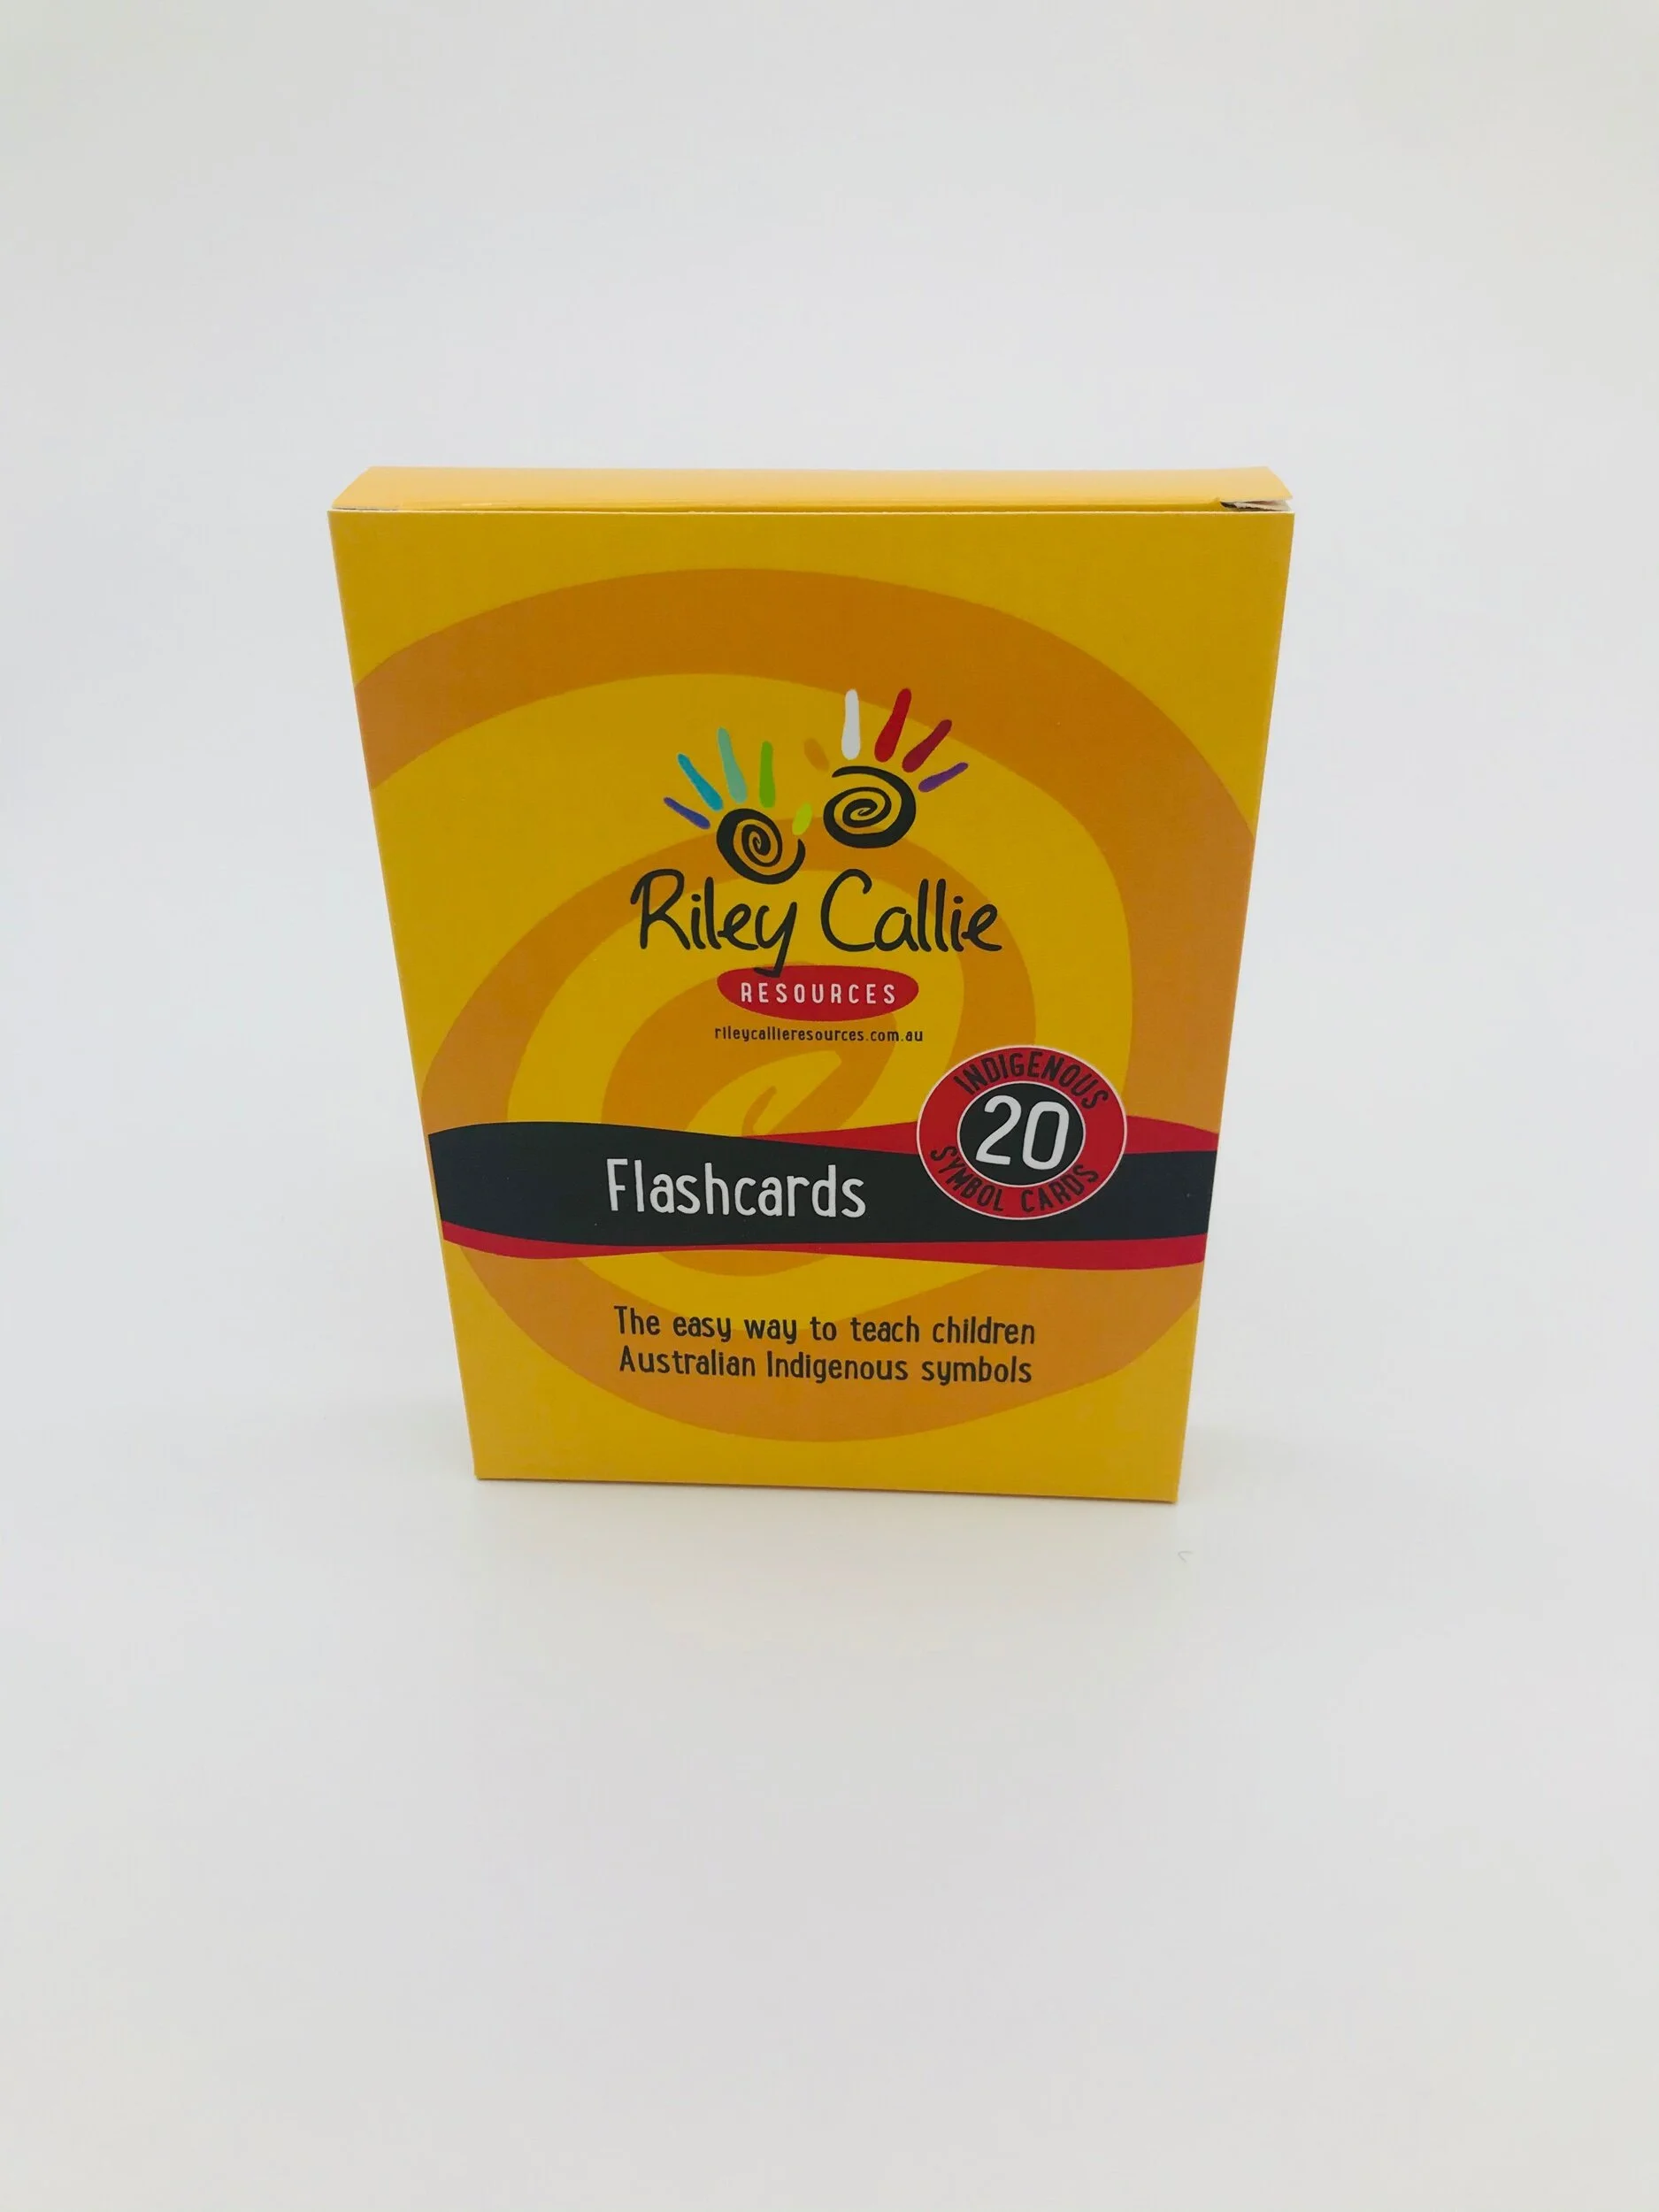 Riley Callie
RESOURCES
rileycallieresources.com.au
INDIGENOUS
20
SYMBOL CARDS
Flashcards
The easy way to teach children
Australian Indigenous symbols